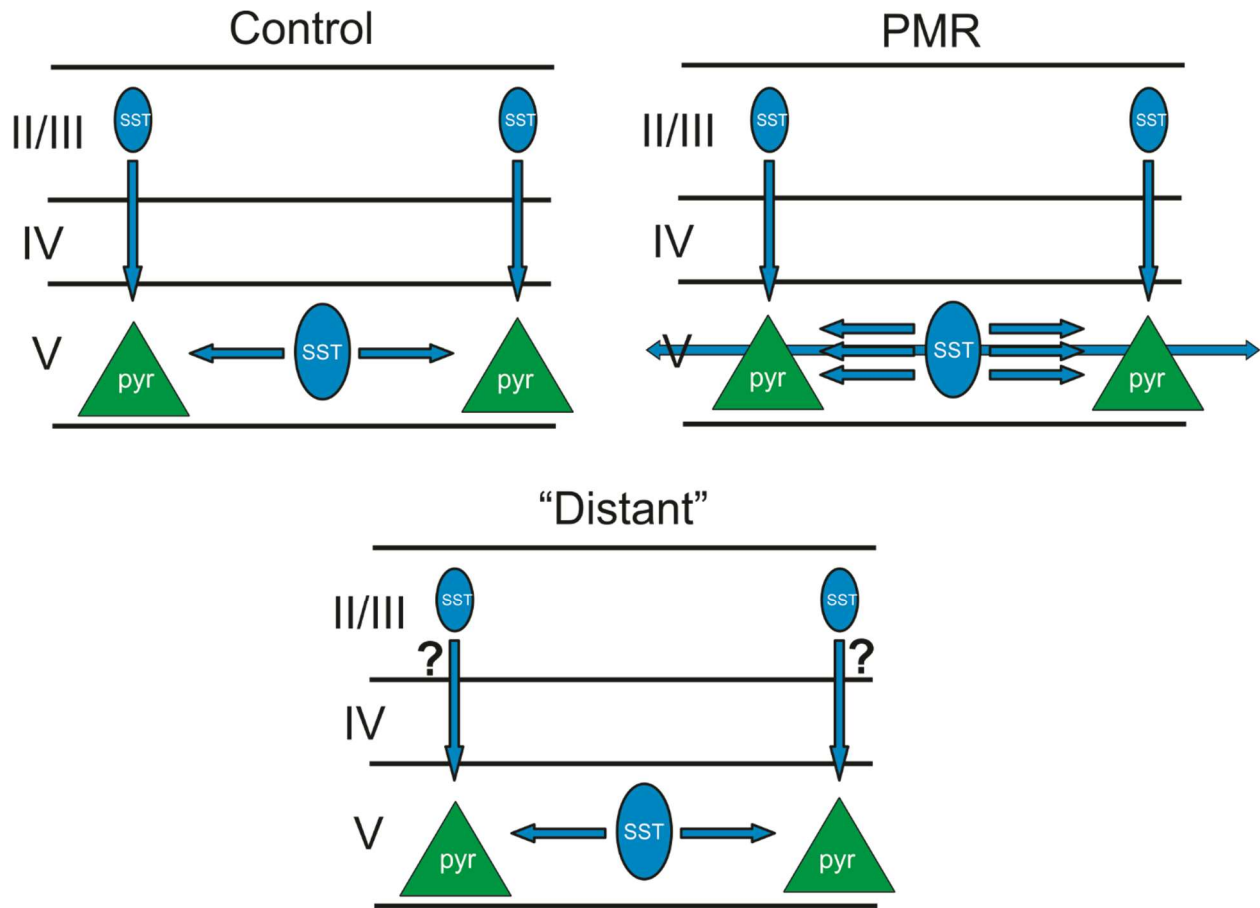 Control
PMR
SST SST
II/III
IV
V
pyr SST pyr
SST SST
II/III
IV
V
pyr SST pyr
“Distant”
SST SST
II/III
? ?
IV
V
pyr SST pyr